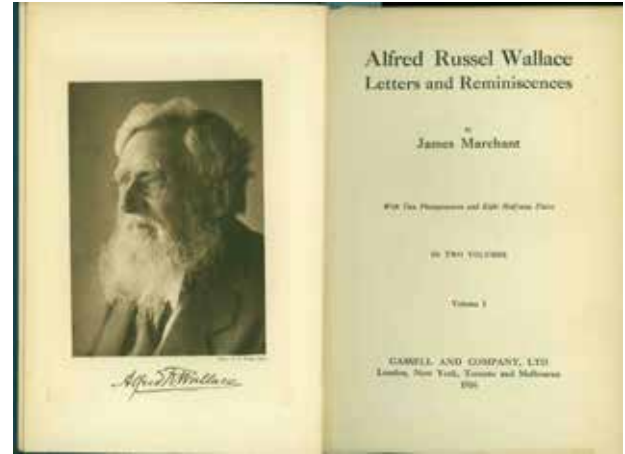 Alfred R. Wallace
Alfred Russel Wallace
Letters and Reminiscences
By
James Marchant
With Two Photogravures and Eight Half-tone Plates
IN TWO VOLUMES
Volume I
CASSELL AND COMPANY, LTD
London, New York, Toronto and Melbourne
1916